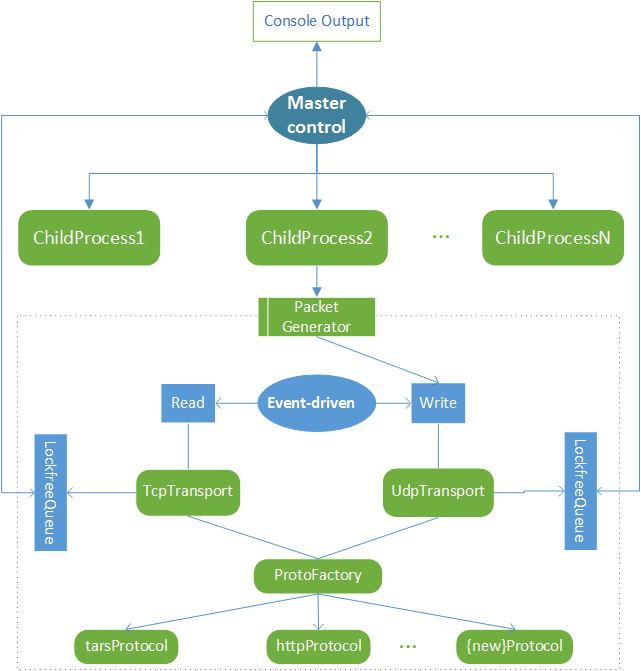 Console Output
Master
control
ChildProcess1
ChildProcess2
...
ChildProcessN
Packet
Generator
Read
Event-driven
Write
LockfreeQueue
TcpTransport
UdpTransport
LockfreeQueue
ProtoFactory
tarsProtocol
httpProtocol
...
{new}Protocol